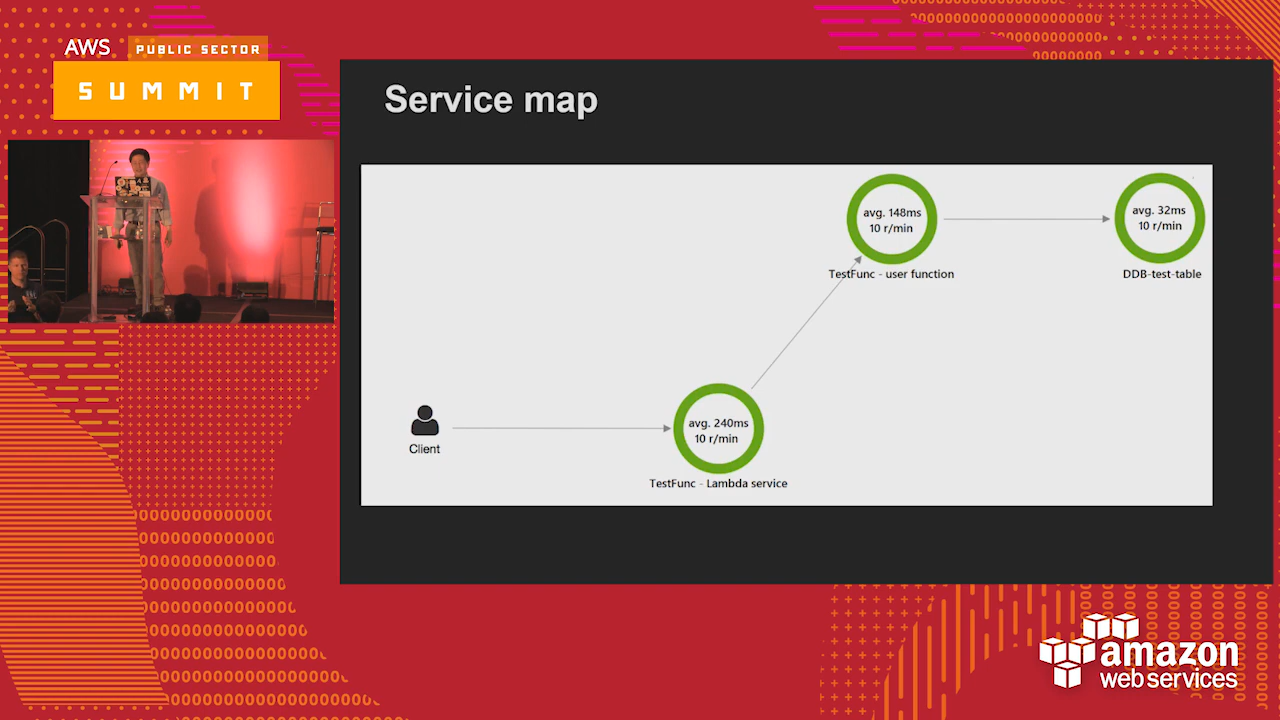 AWS PUBLIC SECTOR
SUMMIT
Service map
avg. 148ms
10 r/min
TestFunc - user function
avg. 32ms
10 r/min
DDB-test-table
Client
avg. 240ms
10 r/min
TestFunc - Lambda service
amazon
web services